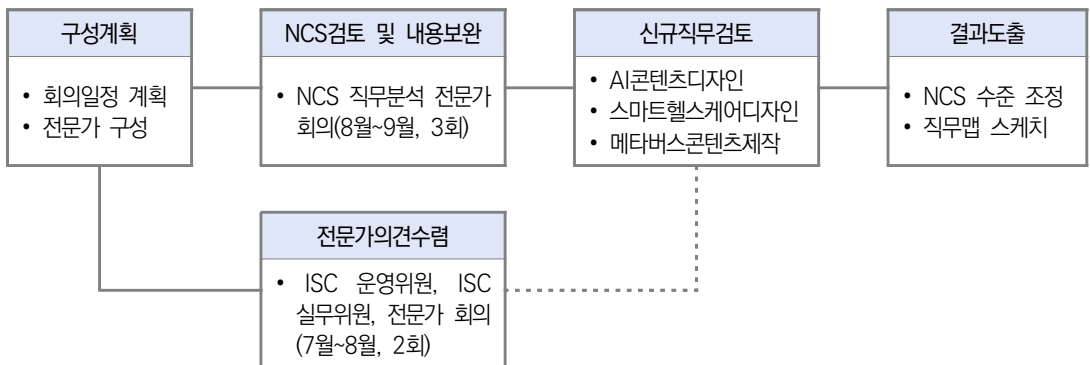 구성계획
• 회의일정 계획
• 전문가 구성
NCS검토 및 내용보완
• NCS 직무분석 전문가
회의(8월~9월, 3회)
신규직무검토
• AI콘텐츠디자인
• 스마트헬스케어디자인
• 메타버스콘텐츠제작
결과도출
• NCS 수준 조정
• 직무맵 스케치
전문가의견수렴
• ISC 운영위원, ISC
실무위원, 전문가 회의
(7월~8월, 2회)